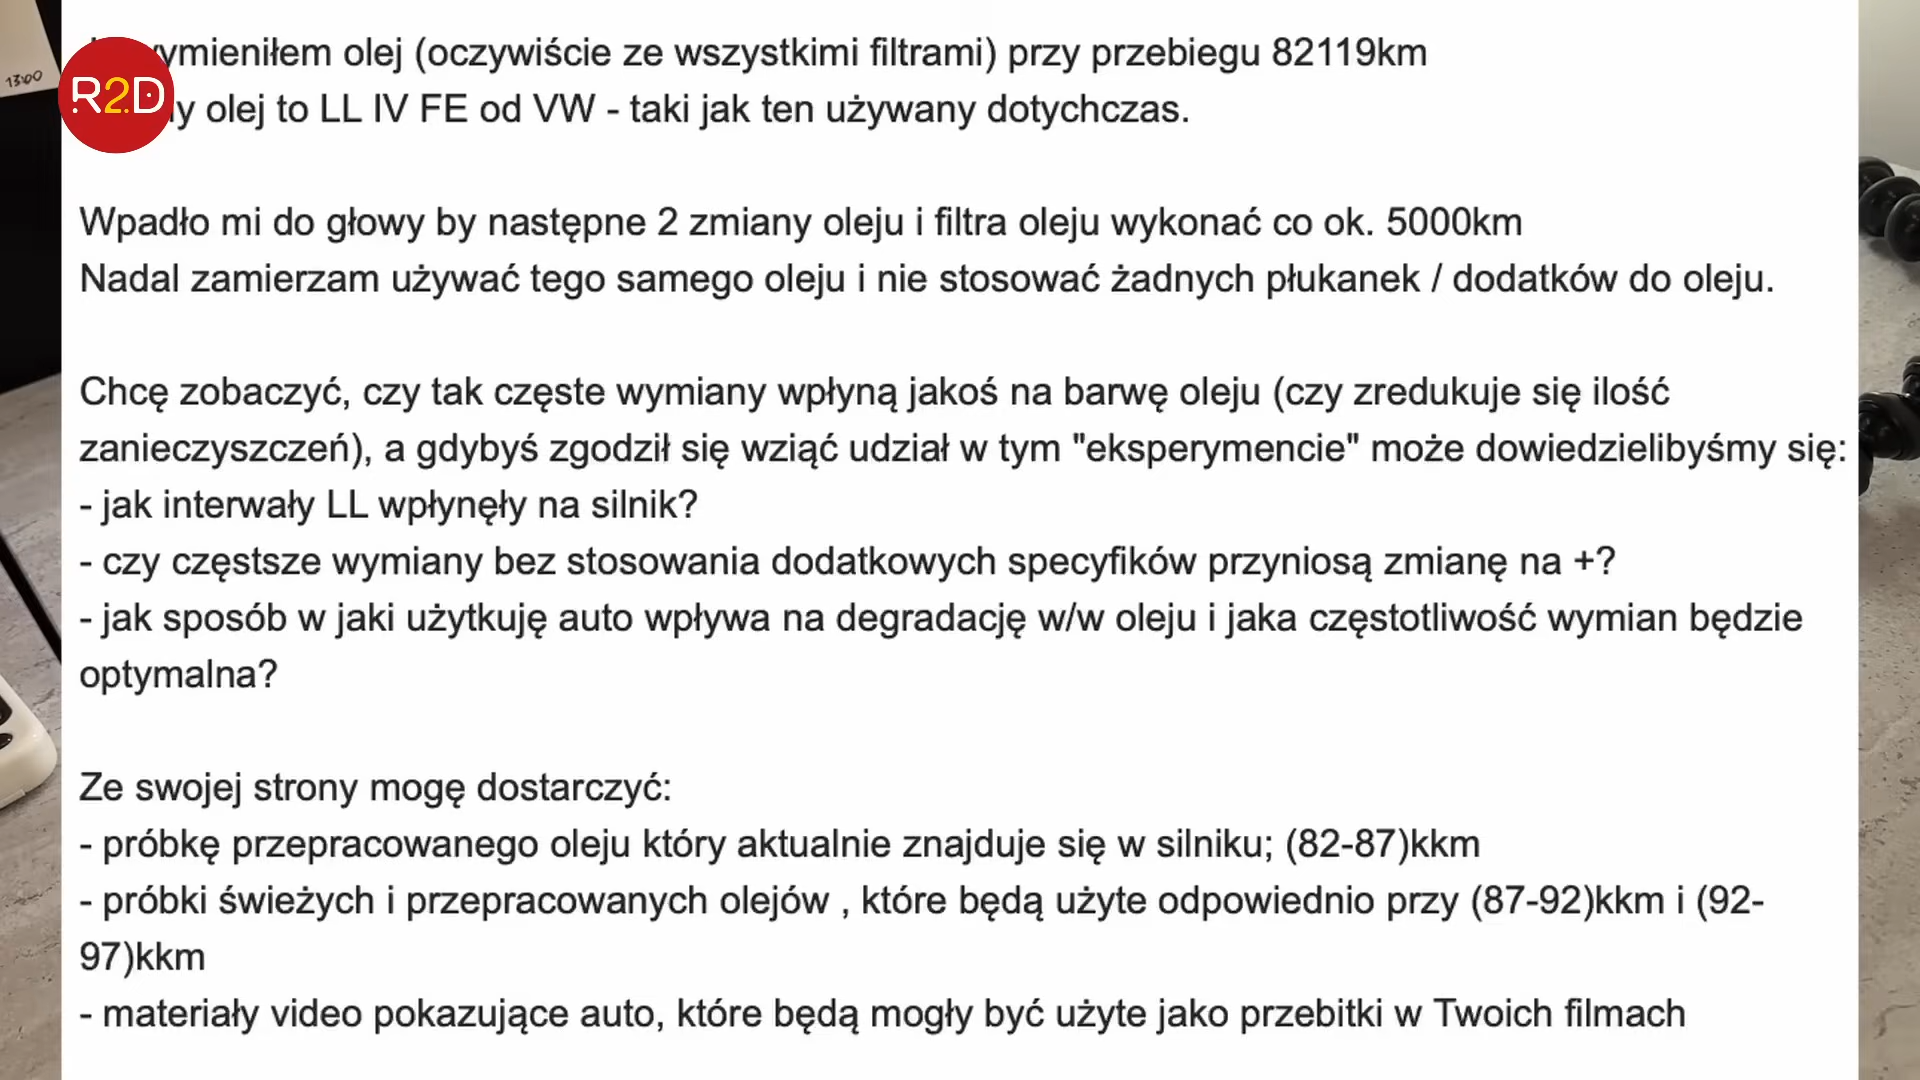 13:00
R2D
wymieniłem olej (oczywiście ze wszystkimi filtrami) przy przebiegu 82119km
olej to LL IV FE od VW - taki jak ten używany dotychczas.
Wpadło mi do głowy by następne 2 zmiany oleju i filtra oleju wykonać co ok. 5000km
Nadal zamierzam używać tego samego oleju i nie stosować żadnych płukanek / dodatków do oleju.
Chcę zobaczyć, czy tak częste wymiany wpłyną jakoś na barwę oleju (czy zredukuje się ilość
zanieczyszczeń), a gdybyś zgodził się wziąć udział w tym "eksperymencie" może dowiedzielibyśmy się:
- jak interwały LL wpłynęły na silnik?
- czy częstsze wymiany bez stosowania dodatkowych specyfików przyniosą zmianę na +?
- jak sposób w jaki użytkuję auto wpływa na degradację w/w oleju i jaka częstotliwość wymian będzie
optymalna?
Ze swojej strony mogę dostarczyć:
- próbkę przepracowanego oleju który aktualnie znajduje się w silniku; (82-87)kkm
- próbki świeżych i przepracowanych olejów , które będą użyte odpowiednio przy (87-92)kkm i (92-
97)kkm
- materiały video pokazujące auto, które będą mogły być użyte jako przebitki w Twoich filmach